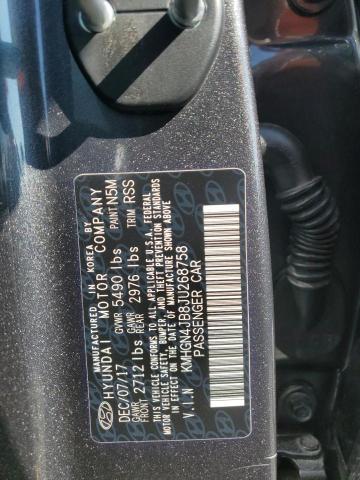 MANUFACTURED IN KOREA BY
HYUNDAI MOTOR COMPANY
DEC/07/17 GVWR 5490 lbs PAINT N5M
GAWR FRONT 2712 lbs GAWR REAR 2976 lbs TRIM RSS
THIS VEHICLE CONFORMS TO ALL APPLICABLE U.S.A. FEDERAL
MOTOR VEHICLE SAFETY, BUMPER, AND THEFT PREVENTION
STANDARDS IN EFFECT ON THE DATE OF MANUFACTURE SHOWN ABOVE.
V.I.N KMHGN4JB8JU268758
PASSENGER CAR